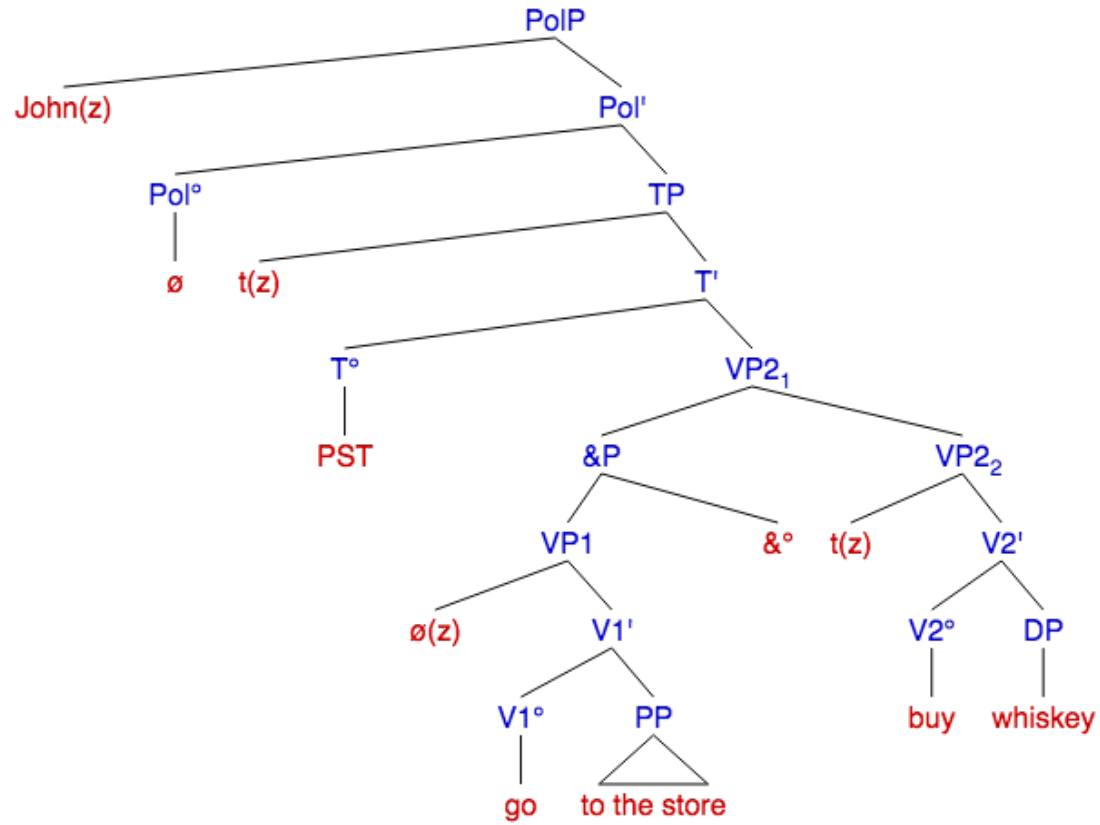 PolP
John(z) Pol'
Pol° TP
ø t(z) T'
T° VP2₁
PST &P VP2₂
VP1 &° t(z) V2'
ø(z) V1' V2° DP
V1° PP buy whiskey
go to the store